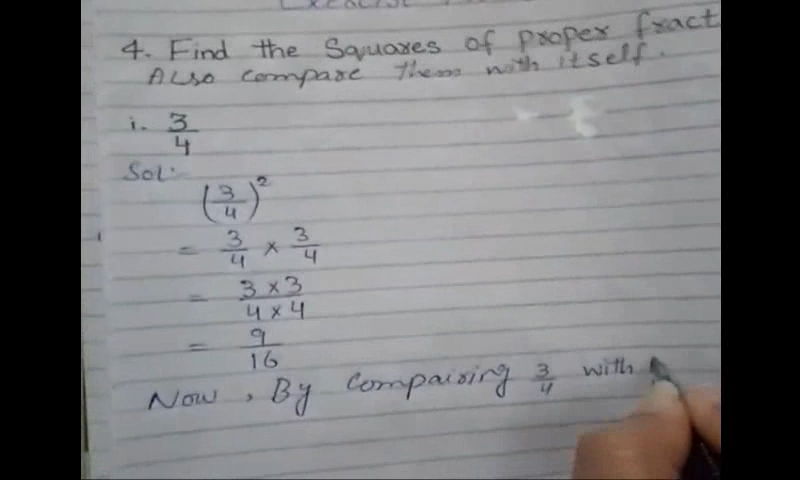 4. Find the Squares of proper fract
Also compare them with itself.
i. 3/4
Sol:
(3/4)²
= 3/4 × 3/4
= 3 × 3 / 4 × 4
= 9/16
Now, By compairing 3/4 with